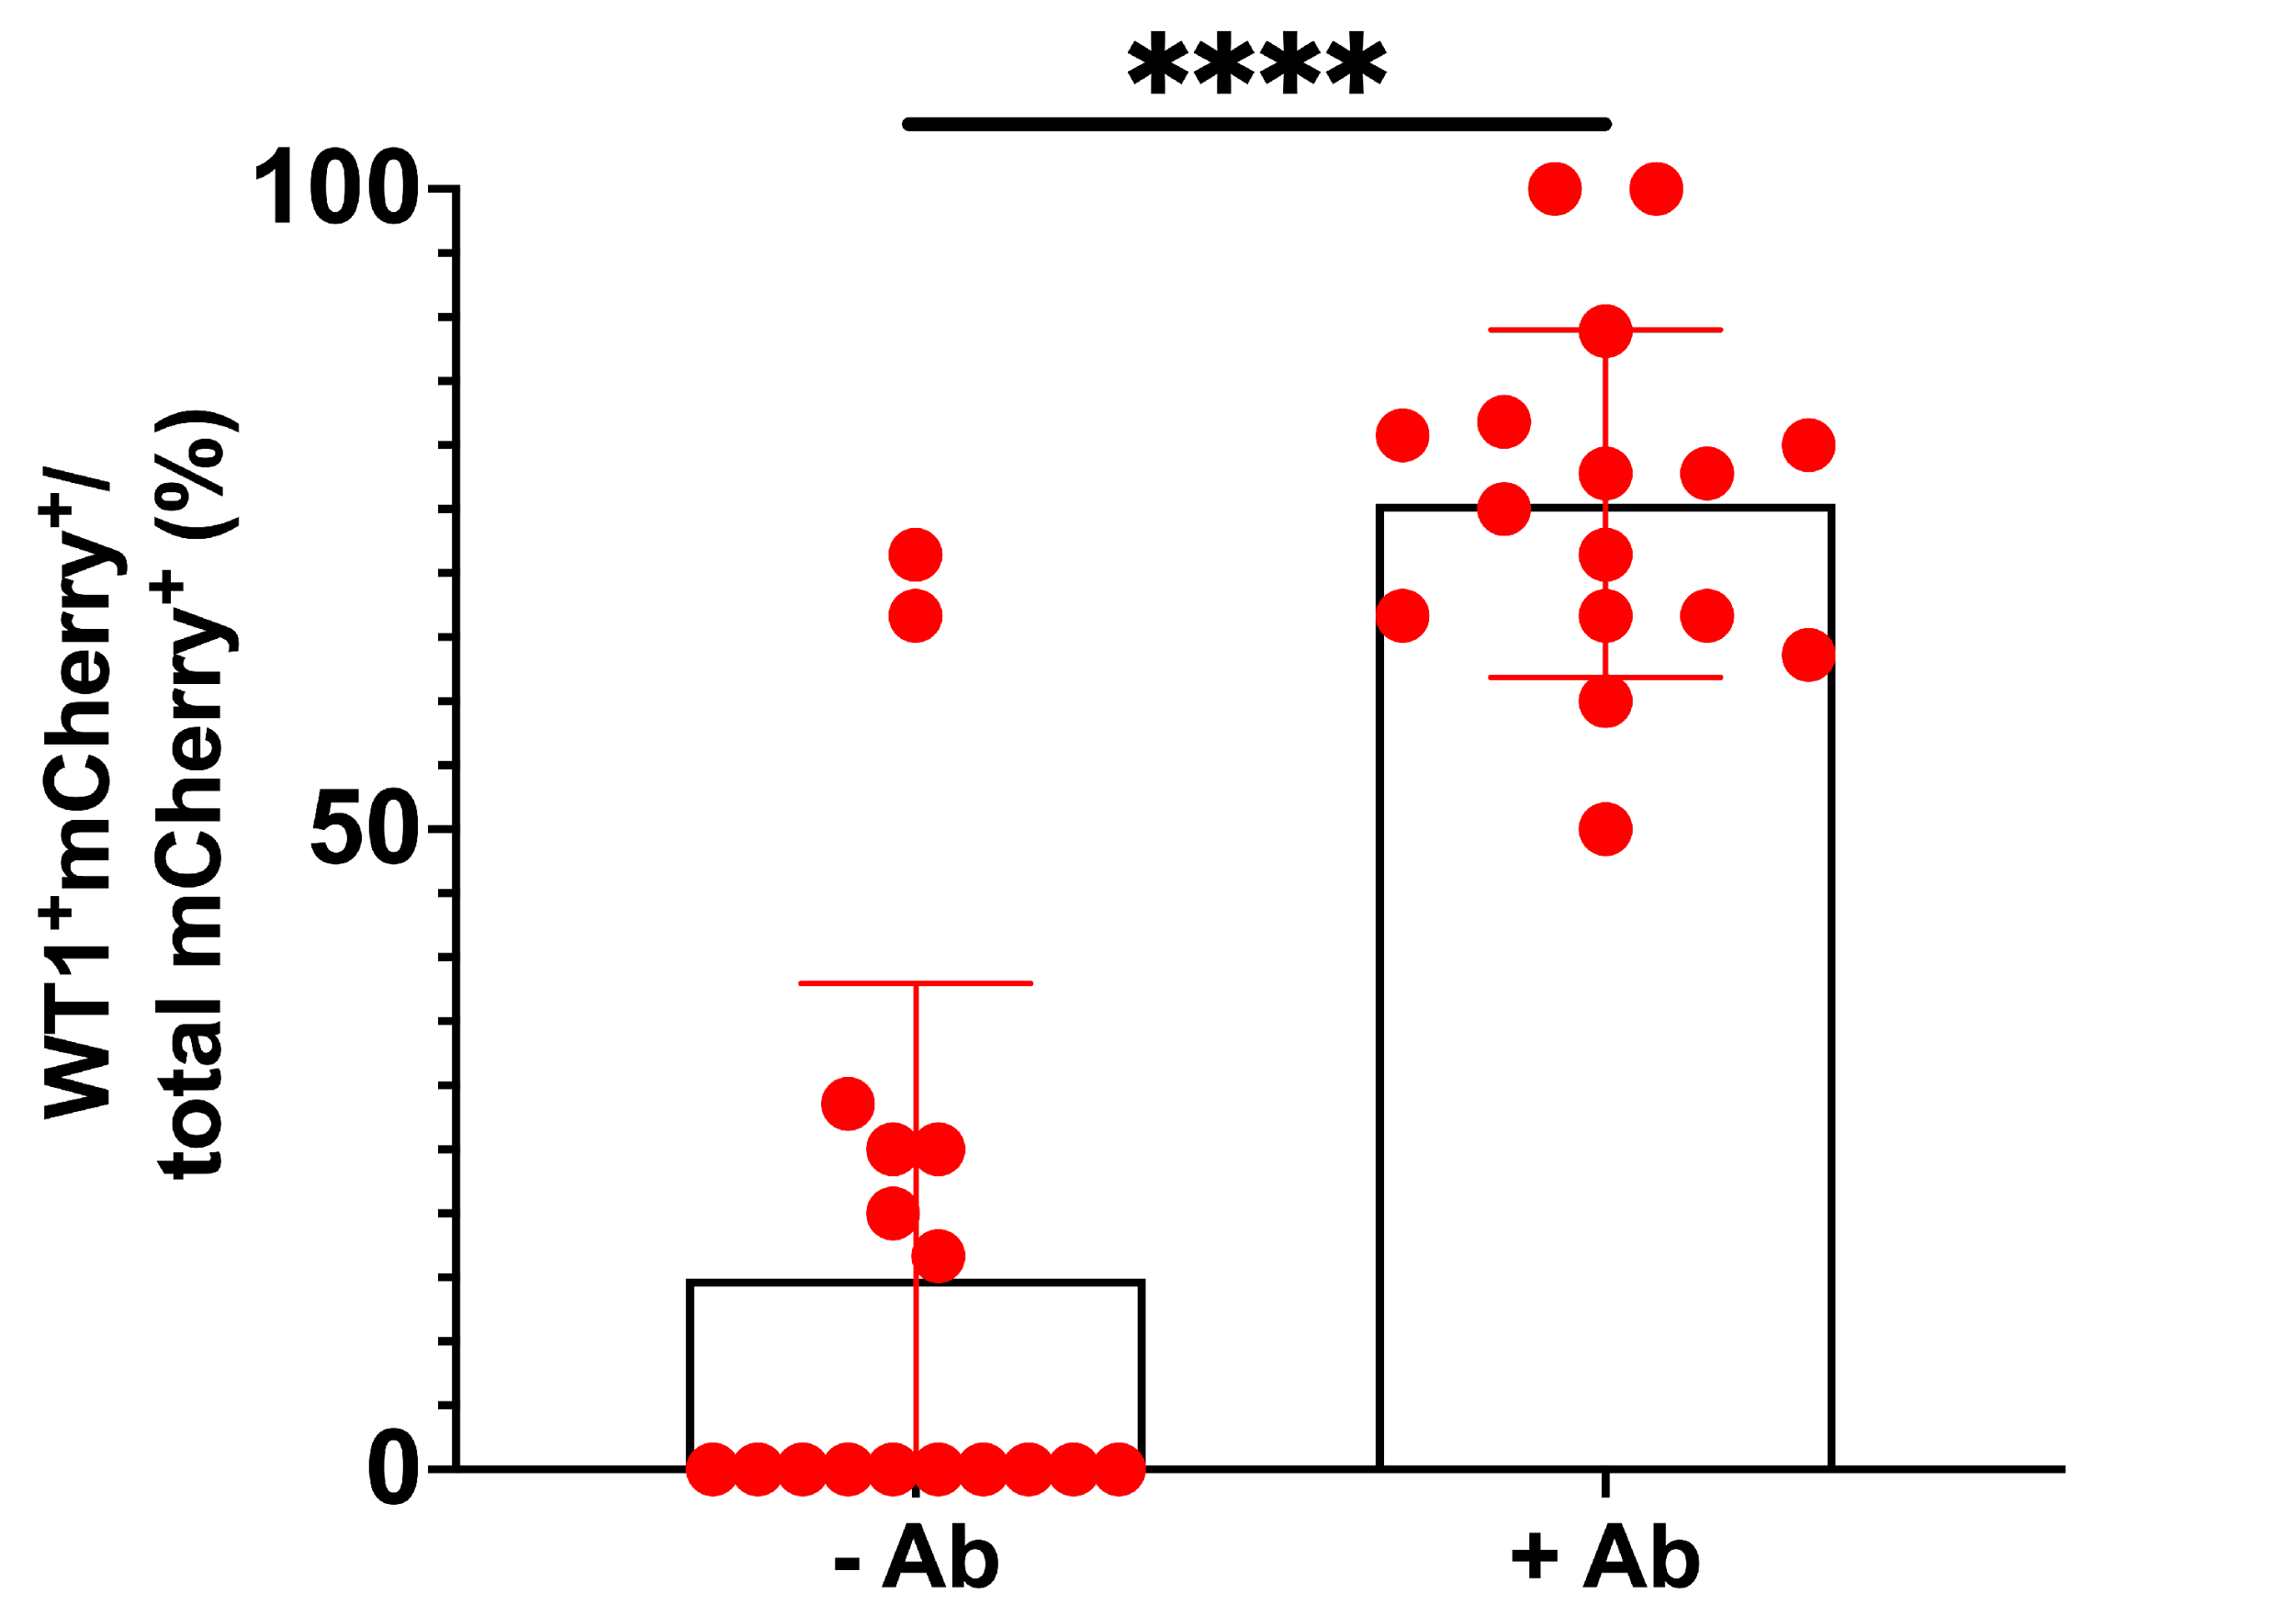 ****
100
50
0
WT1⁺mCherry⁺/
total mCherry⁺ (%)
- Ab
+ Ab